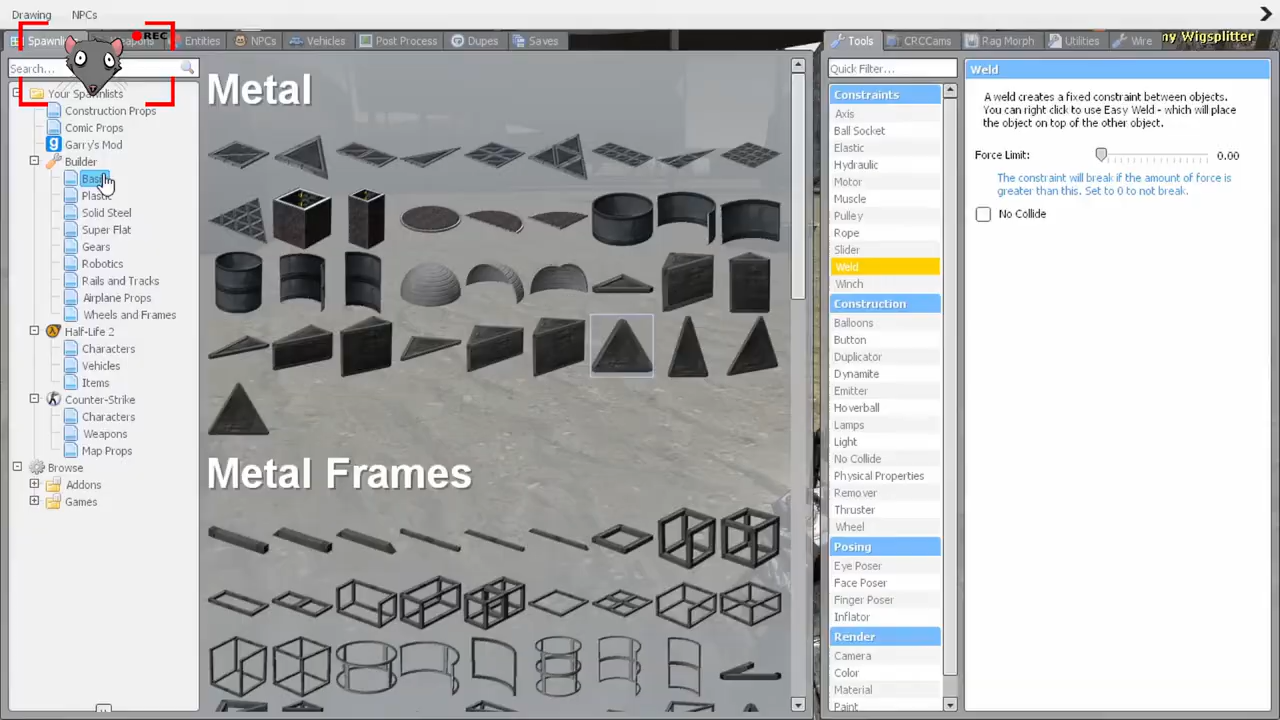 Drawing NPCs
REC
Spawnli Entities NPCs Vehicles Post Process Dupes Saves
Tools CRCCams Rag Morph Utilities Wire
my Wigsplitter
Search...
Your Spawnlists
Construction Props
Comic Props
Garry's Mod
Builder
Basi
Plastic
Solid Steel
Super Flat
Gears
Robotics
Rails and Tracks
Airplane Props
Wheels and Frames
Half-Life 2
Characters
Vehicles
Items
Counter-Strike
Characters
Weapons
Map Props
Browse
Addons
Games
Metal
Metal Frames
Quick Filter...
Constraints
Axis
Ball Socket
Elastic
Hydraulic
Motor
Muscle
Pulley
Rope
Slider
Weld
Winch
Construction
Balloons
Button
Duplicator
Dynamite
Emitter
Hoverball
Lamps
Light
No Collide
Physical Properties
Remover
Thruster
Wheel
Posing
Eye Poser
Face Poser
Finger Poser
Inflator
Render
Camera
Color
Material
Paint
Weld
A weld creates a fixed constraint between objects.
You can right click to use Easy Weld - which will place
the object on top of the other object.
Force Limit: 0.00
The constraint will break if the amount of force is
greater than this. Set to 0 to not break.
No Collide